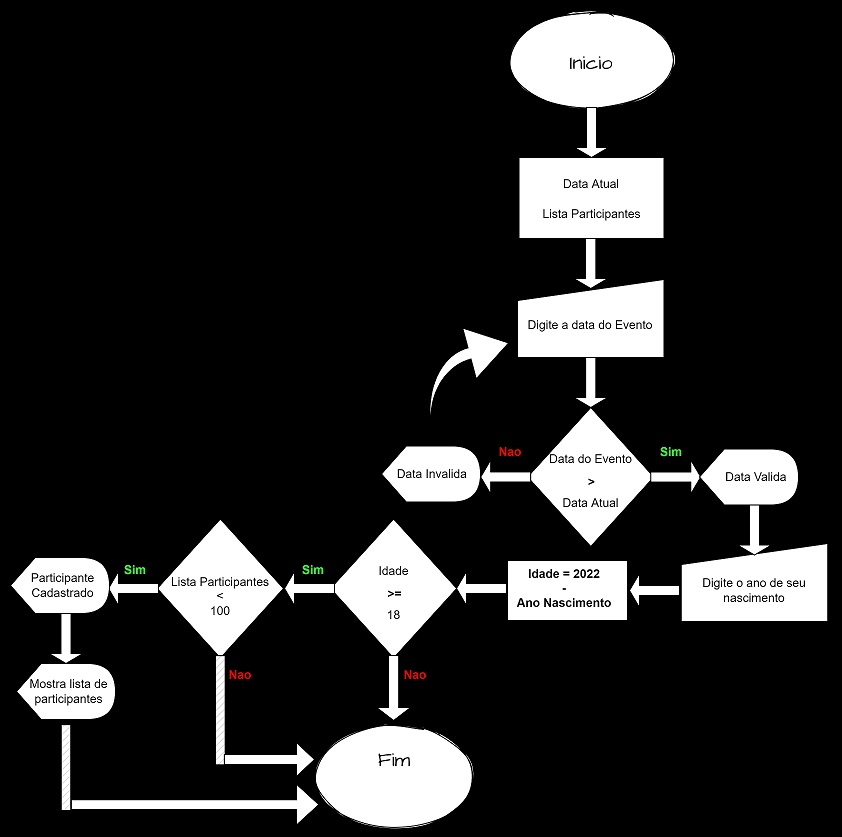 Inicio
Data Atual
Lista Participantes
Digite a data do Evento
Data do Evento
>
Data Atual
Nao
Data Invalida
Sim
Data Valida
Digite o ano de seu
nascimento
Idade = 2022
-
Ano Nascimento
Idade
>=
18
Sim
Nao
Lista Participantes
<
100
Sim
Nao
Participante
Cadastrado
Mostra lista de
participantes
Fim